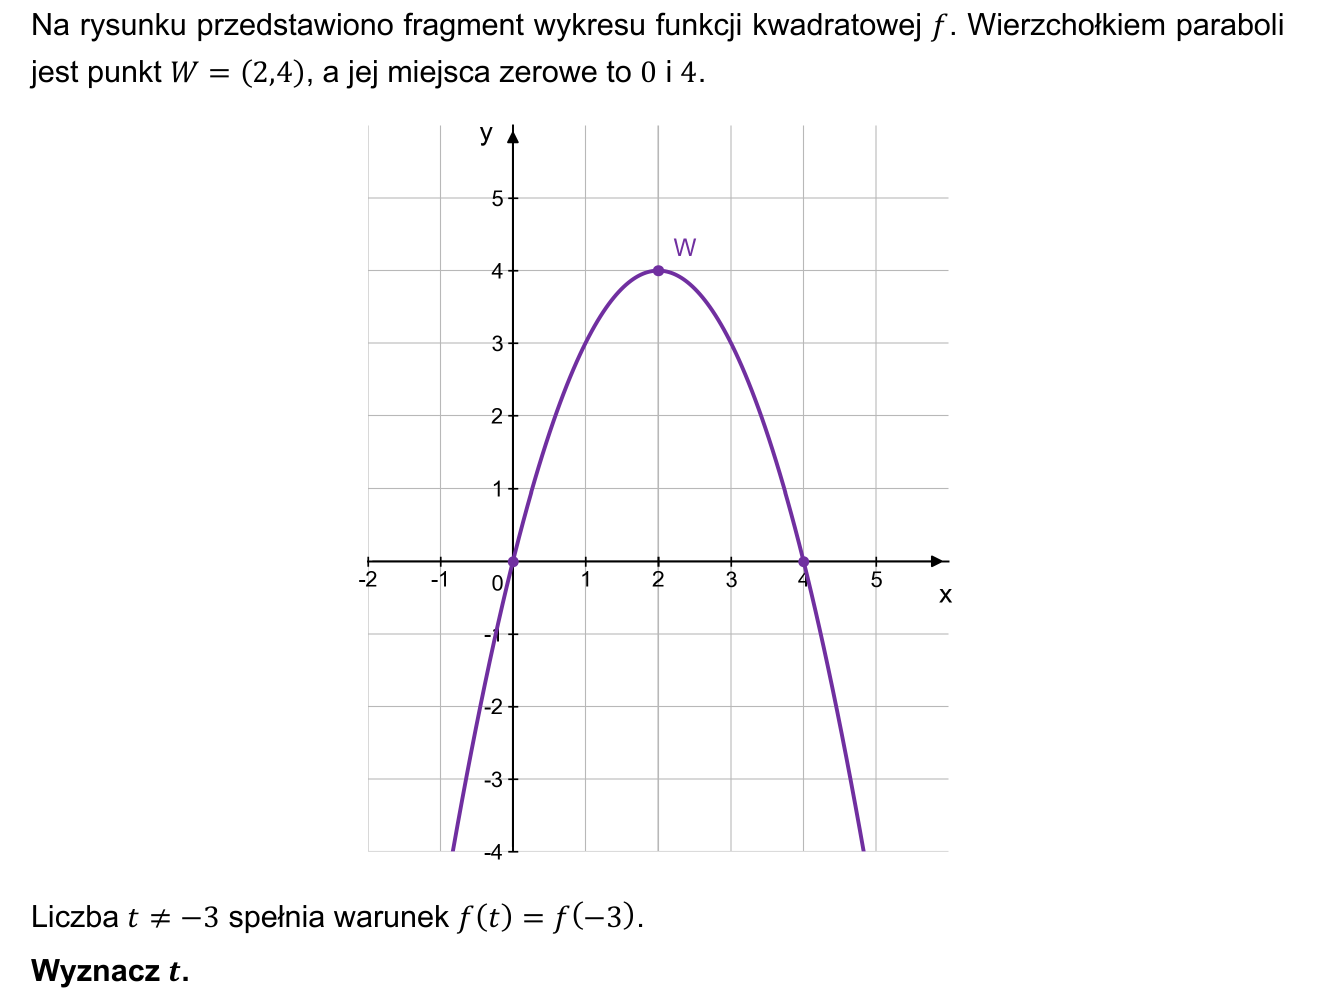 Na rysunku przedstawiono fragment wykresu funkcji kwadratowej f. Wierzchołkiem paraboli
jest punkt W = (2,4), a jej miejsca zerowe to 0 i 4.
y
5
W
4
3
2
1
-2 -1 0 1 2 3 4 5
x
-1
-2
-3
-4
Liczba t ≠ −3 spełnia warunek f(t) = f(−3).
Wyznacz t.